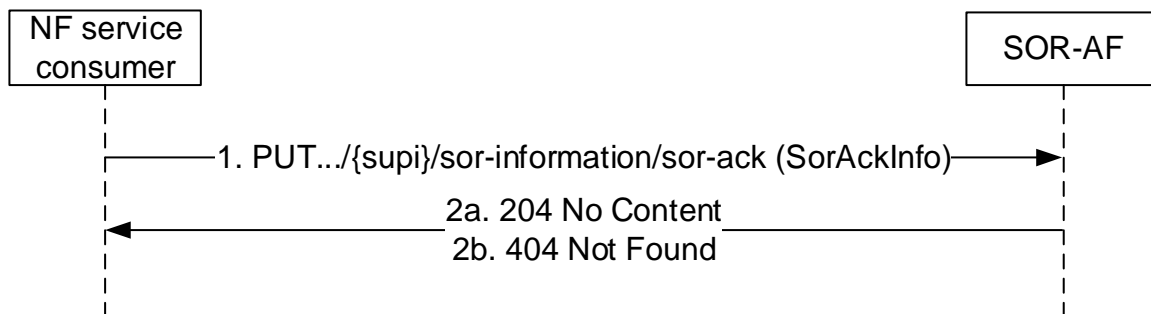 NF service
consumer
SOR-AF
1. PUT.../{supi}/sor-information/sor-ack (SorAckInfo)
2a. 204 No Content
2b. 404 Not Found